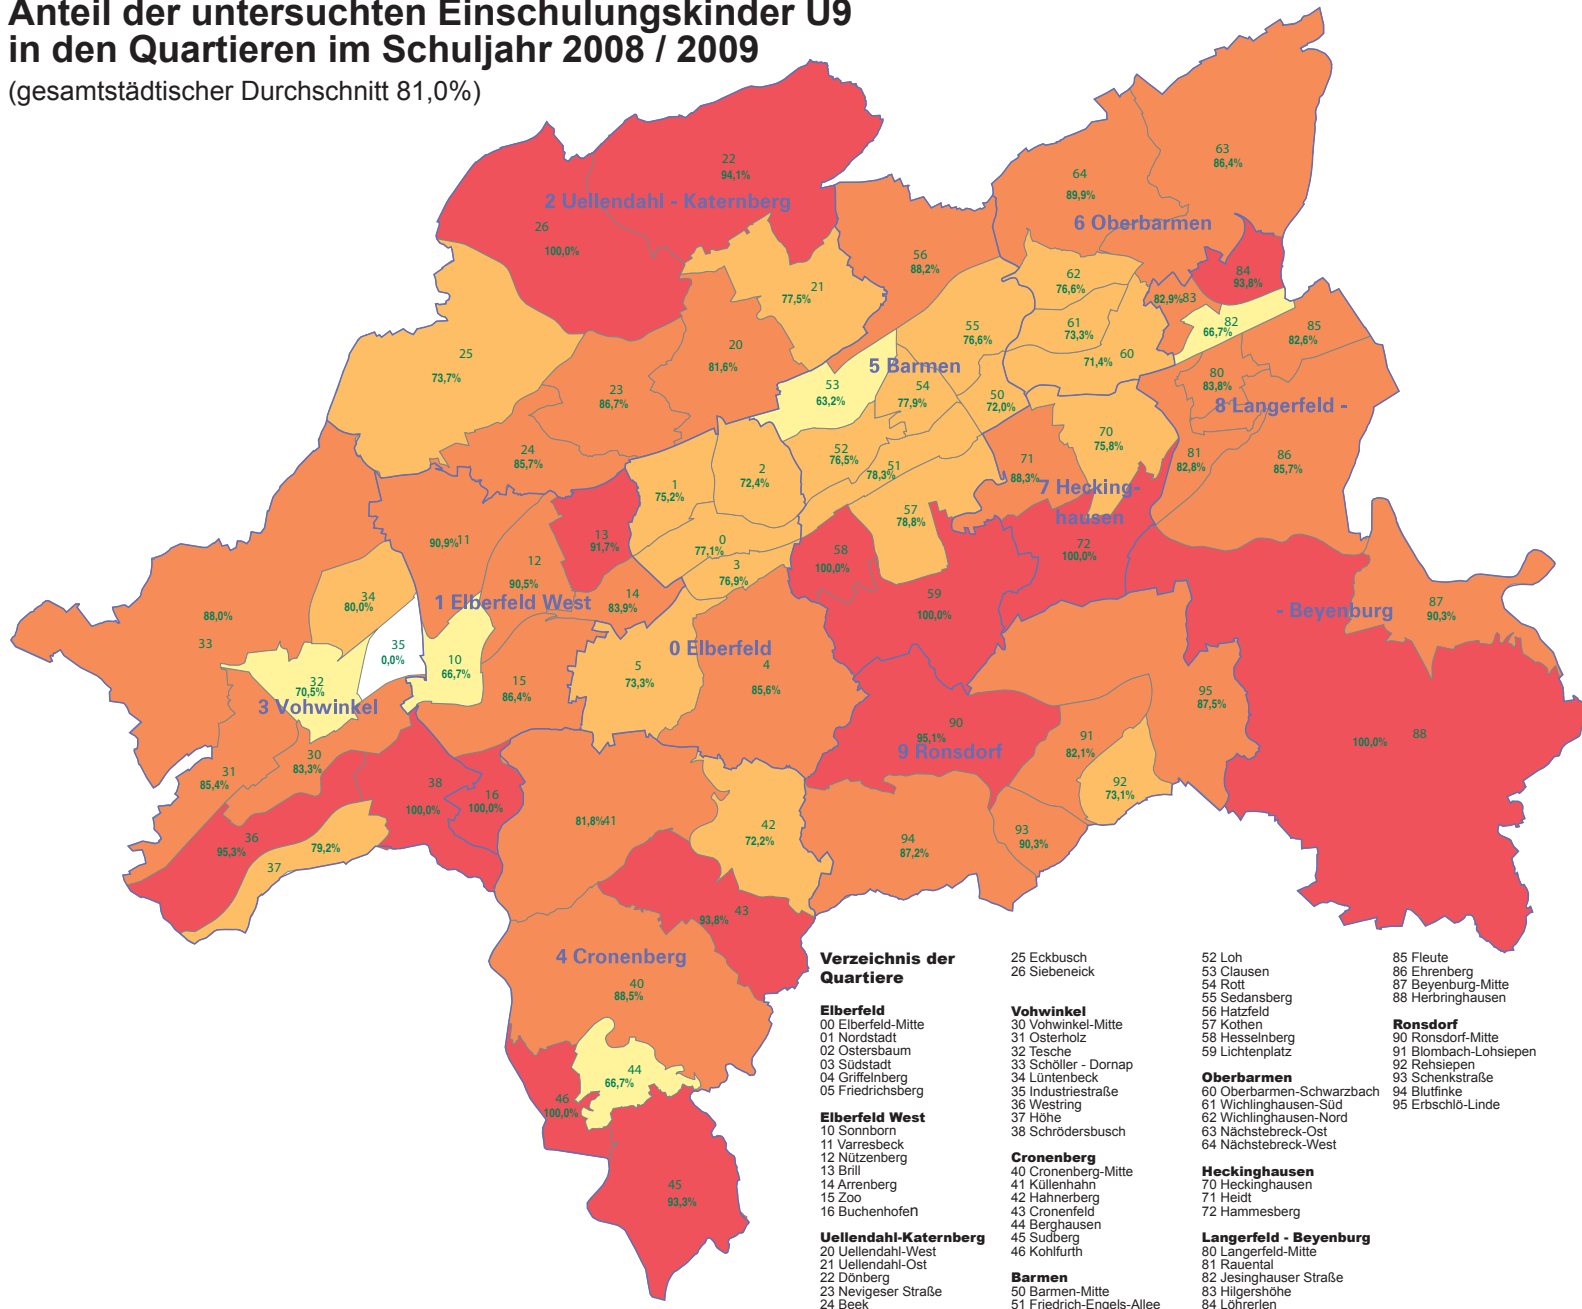 Anteil der untersuchten Einschulungskinder U9
in den Quartieren im Schuljahr 2008 / 2009
(gesamtstädtischer Durchschnitt 81,0%)
63
86,4%
22
94,1%
64
89,9%
2 Uellendahl - Katernberg
6 Oberbarmen
26
100,0%
56
88,2%
84
93,8%
62
76,6%
21
77,5%
82,9% 83
82
66,7%
61
73,3%
55
76,6%
85
82,6%
20
81,6%
25
73,7%
60
71,4%
5 Barmen
80
83,8%
53
63,2%
54
77,9%
23
86,7%
50
72,0%
8 Langerfeld -
70
75,8%
24
85,7%
52
76,5%
51
78,3%
71
88,3%
81
82,8%
86
85,7%
2
72,4%
1
75,2%
7 Hecking-
hausen
57
78,8%
13
91,7%
0
77,1%
90,9% 11
58
100,0%
72
100,0%
12
90,5%
3
76,9%
14
83,9%
59
100,0%
34
80,0%
1 Elberfeld West
87
90,3%
- Beyenburg
88,0%
33
35
0,0%
0 Elberfeld
10
66,7%
5
73,3%
4
85,6%
32
70,5%
15
86,4%
95
87,5%
3 Vohwinkel
90
95,1%
9 Ronsdorf
91
82,1%
100,0% 88
30
83,3%
31
85,4%
38
100,0%
16
100,0%
92
73,1%
81,8% 41
42
72,2%
36
95,3%
79,2%
37
94
87,2%
93
90,3%
43
93,8%
4 Cronenberg
40
88,5%
44
66,7%
46
100,0%
45
93,3%
Verzeichnis der
Quartiere
Elberfeld
00 Elberfeld-Mitte
01 Nordstadt
02 Ostersbaum
03 Südstadt
04 Griffelnberg
05 Friedrichsberg
Elberfeld West
10 Sonnborn
11 Varresbeck
12 Nützenberg
13 Brill
14 Arrenberg
15 Zoo
16 Buchenhofen
Uellendahl-Katernberg
20 Uellendahl-West
21 Uellendahl-Ost
22 Dönberg
23 Nevigeser Straße
24 Beek
25 Eckbusch
26 Siebeneick
Vohwinkel
30 Vohwinkel-Mitte
31 Osterholz
32 Tesche
33 Schöller - Dornap
34 Lüntenbeck
35 Industriestraße
36 Westring
37 Höhe
38 Schrödersbusch
Cronenberg
40 Cronenberg-Mitte
41 Küllenhahn
42 Hahnerberg
43 Cronenfeld
44 Berghausen
45 Sudberg
46 Kohlfurth
Barmen
50 Barmen-Mitte
51 Friedrich-Engels-Allee
52 Loh
53 Clausen
54 Rott
55 Sedansberg
56 Hatzfeld
57 Kothen
58 Hesselnberg
59 Lichtenplatz
Oberbarmen
60 Oberbarmen-Schwarzbach
61 Wichlinghausen-Süd
62 Wichlinghausen-Nord
63 Nächstebreck-Ost
64 Nächstebreck-West
Heckinghausen
70 Heckinghausen
71 Heidt
72 Hammesberg
Langerfeld - Beyenburg
80 Langerfeld-Mitte
81 Rauental
82 Jesinghauser Straße
83 Hilgershöhe
84 Löhrerlen
85 Fleute
86 Ehrenberg
87 Beyenburg-Mitte
88 Herbringhausen
Ronsdorf
90 Ronsdorf-Mitte
91 Blombach-Lohsiepen
92 Rehsiepen
93 Schenkstraße
94 Blutfinke
95 Erbschlö-Linde